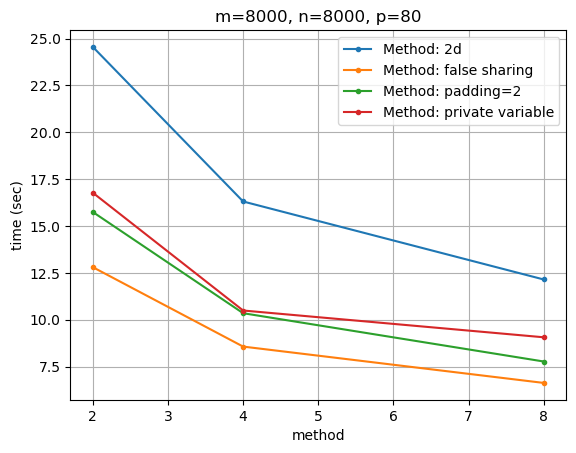 m=8000, n=8000, p=80
Method: 2d
Method: false sharing
Method: padding=2
Method: private variable
25.0
22.5
20.0
17.5
15.0
12.5
10.0
7.5
time (sec)
2 3 4 5 6 7 8
method